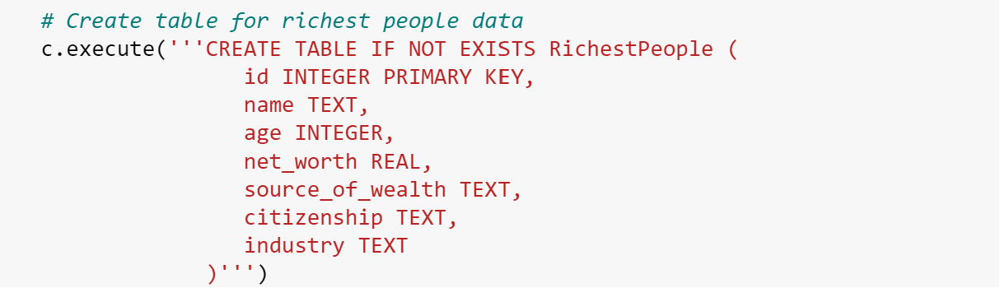 # Create table for richest people data
c.execute('''CREATE TABLE IF NOT EXISTS RichestPeople (
id INTEGER PRIMARY KEY,
name TEXT,
age INTEGER,
net_worth REAL,
source_of_wealth TEXT,
citizenship TEXT,
industry TEXT
)''')